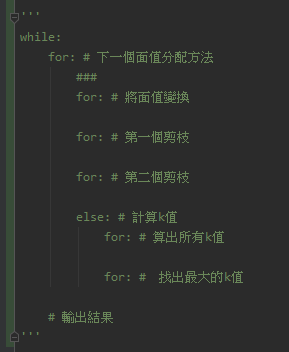 '''
while:
    for: # 下一個面值分配方法
        ###
        for: # 將面值變換
        for: # 第一個剪枝
        for: # 第二個剪枝
        else: # 計算k值
            for: # 算出所有k值
            for: #  找出最大的k值
    # 輸出結果
'''